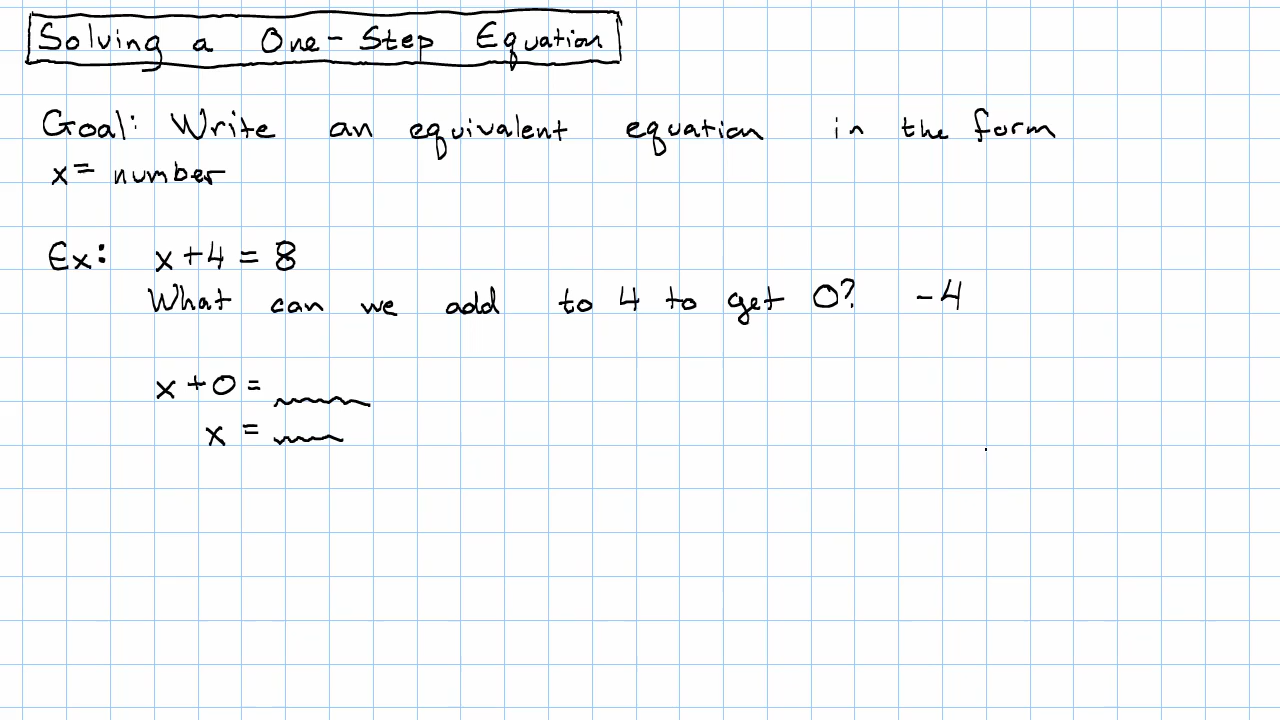 Solving a One-Step Equation
Goal: Write an equivalent equation in the form
x = number
Ex: x + 4 = 8
What can we add to 4 to get 0? -4
x + 0 =
x =